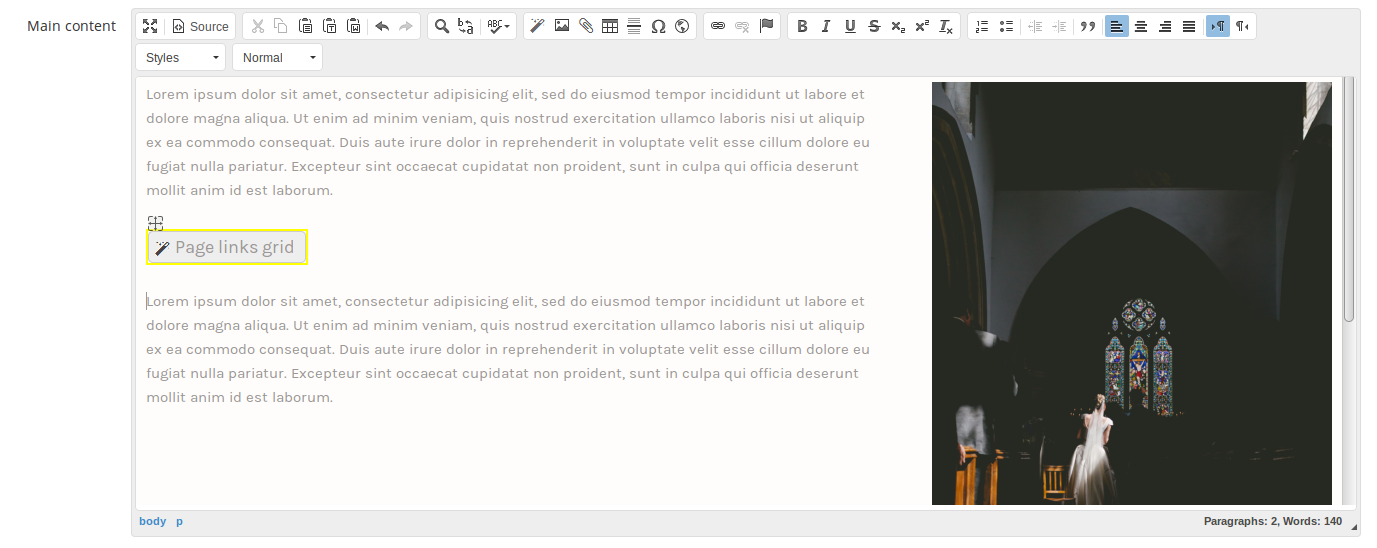 Main content
Source
ABC
B I U S x₂ x² Iₓ
Styles
Normal
Lorem ipsum dolor sit amet, consectetur adipisicing elit, sed do eiusmod tempor incididunt ut labore et
dolore magna aliqua. Ut enim ad minim veniam, quis nostrud exercitation ullamco laboris nisi ut aliquip
ex ea commodo consequat. Duis aute irure dolor in reprehenderit in voluptate velit esse cillum dolore eu
fugiat nulla pariatur. Excepteur sint occaecat cupidatat non proident, sunt in culpa qui officia deserunt
mollit anim id est laborum.
Page links grid
Lorem ipsum dolor sit amet, consectetur adipisicing elit, sed do eiusmod tempor incididunt ut labore et
dolore magna aliqua. Ut enim ad minim veniam, quis nostrud exercitation ullamco laboris nisi ut aliquip
ex ea commodo consequat. Duis aute irure dolor in reprehenderit in voluptate velit esse cillum dolore eu
fugiat nulla pariatur. Excepteur sint occaecat cupidatat non proident, sunt in culpa qui officia deserunt
mollit anim id est laborum.
body p
Paragraphs: 2, Words: 140